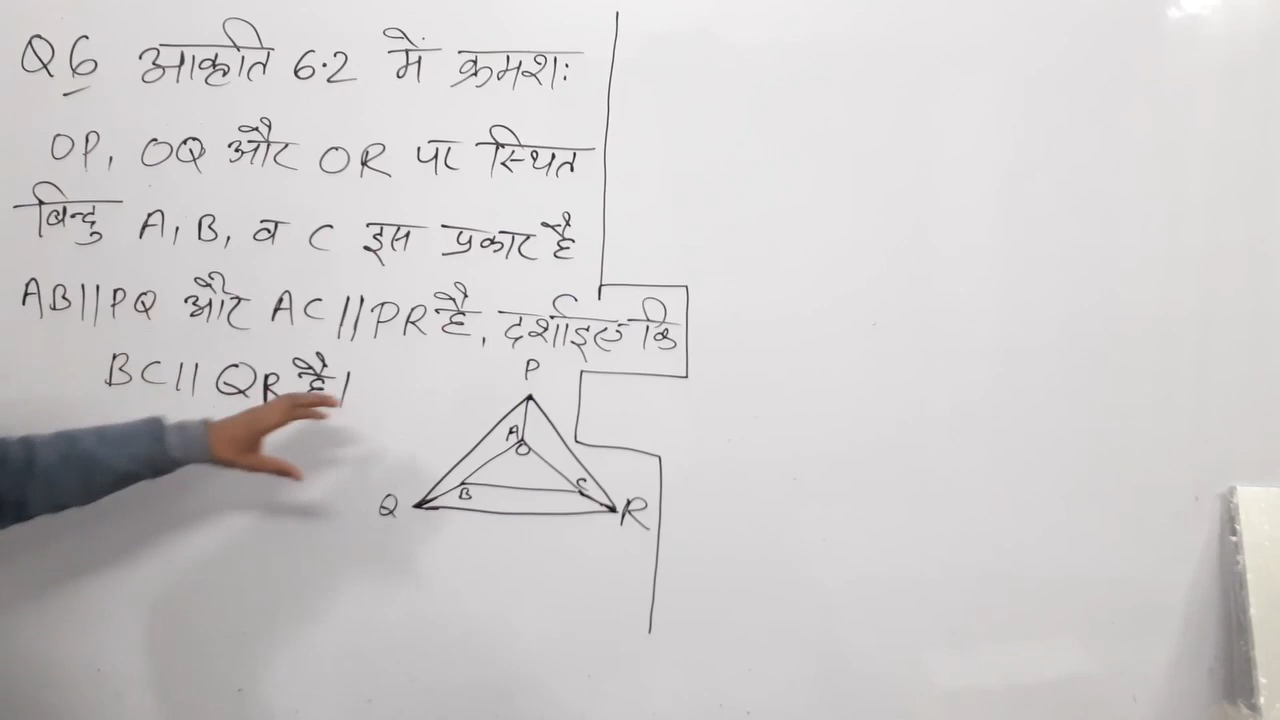 Q6 आकृति 6.2 में क्रमशः
OP, OQ और OR पर स्थित
बिन्दु A, B, व C इस प्रकार है
AB||PQ और AC||PR है, दर्शाइए कि
BC|| QR है।
P
A
O
B
C
Q
R